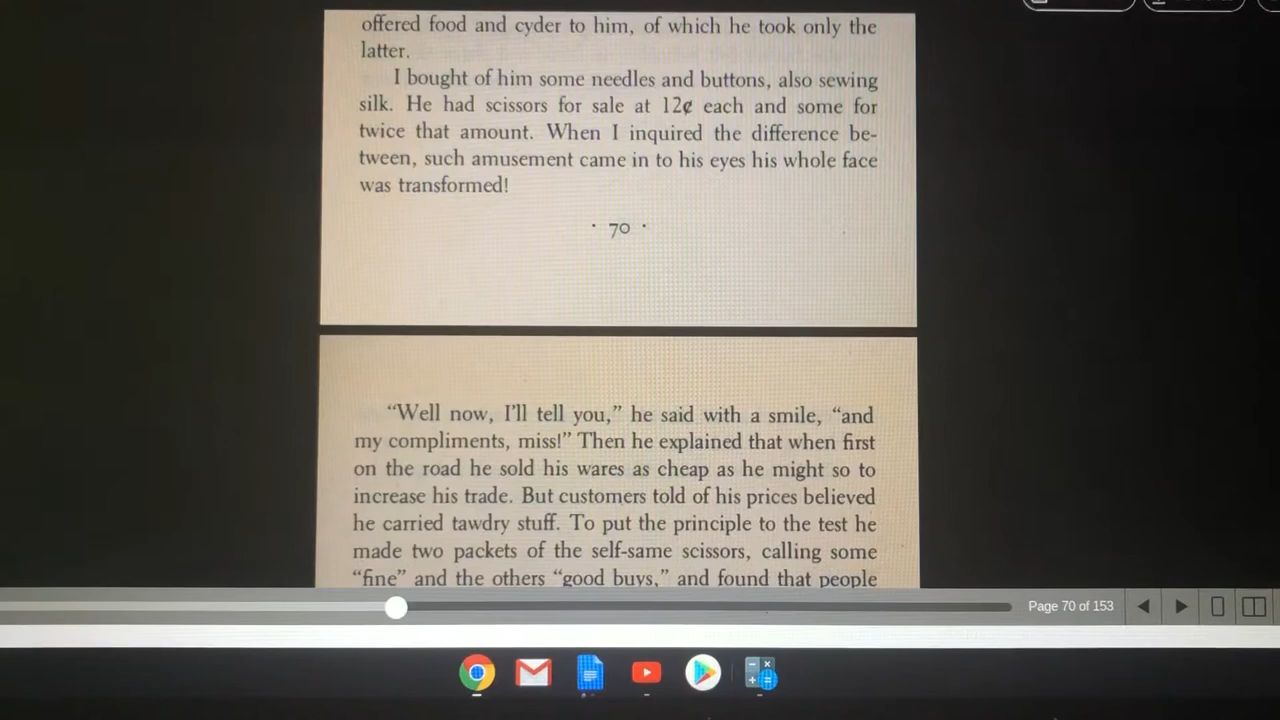 offered food and cyder to him, of which he took only the
latter.
I bought of him some needles and buttons, also sewing
silk. He had scissors for sale at 12¢ each and some for
twice that amount. When I inquired the difference be-
tween, such amusement came in to his eyes his whole face
was transformed!
· 70 ·
“Well now, I'll tell you,” he said with a smile, “and
my compliments, miss!” Then he explained that when first
on the road he sold his wares as cheap as he might so to
increase his trade. But customers told of his prices believed
he carried tawdry stuff. To put the principle to the test he
made two packets of the self-same scissors, calling some
“fine” and the others “good buys,” and found that people
Page 70 of 153